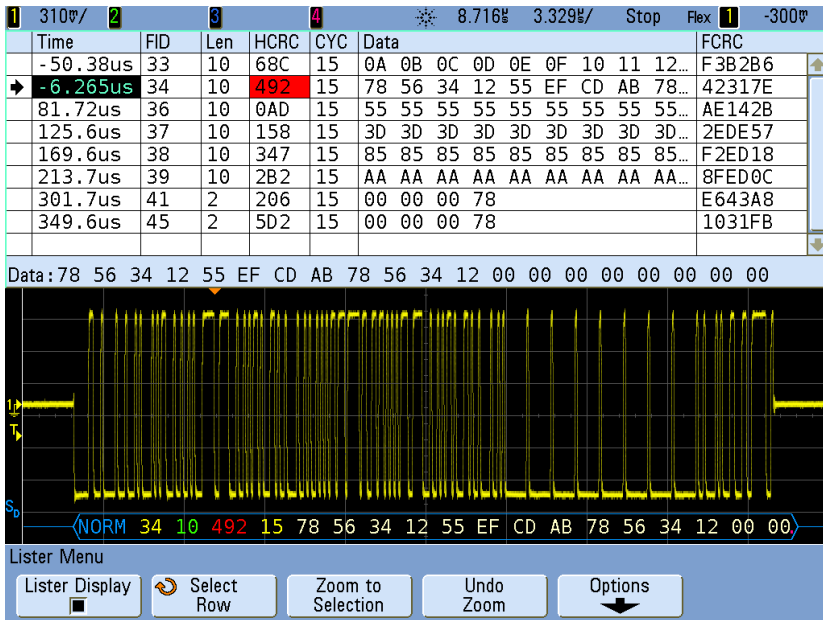 1 310mV/ 2 3 4 8.716µs 3.329µs/ Stop Flex 1 -300mV
Time FID Len HCRC CYC Data FCRC
-50.38us 33 10 68C 15 0A 0B 0C 0D 0E 0F 10 11 12… F3B2B6
-6.265us 34 10 492 15 78 56 34 12 55 EF CD AB 78… 42317E
81.72us 36 10 0AD 15 55 55 55 55 55 55 55 55 55… AE142B
125.6us 37 10 158 15 3D 3D 3D 3D 3D 3D 3D 3D 3D… 2EDE57
169.6us 38 10 347 15 85 85 85 85 85 85 85 85 85… F2ED18
213.7us 39 10 2B2 15 AA AA AA AA AA AA AA AA AA… 8FED0C
301.7us 41 2 206 15 00 00 00 78 E643A8
349.6us 45 2 5D2 15 00 00 00 78 1031FB
Data:78 56 34 12 55 EF CD AB 78 56 34 12 00 00 00 00 00 00 00 00
1
T
SD
NORM 34 10 492 15 78 56 34 12 55 EF CD AB 78 56 34 12 00 00
Lister Menu
Lister Display Select Row Zoom to Selection Undo Zoom Options